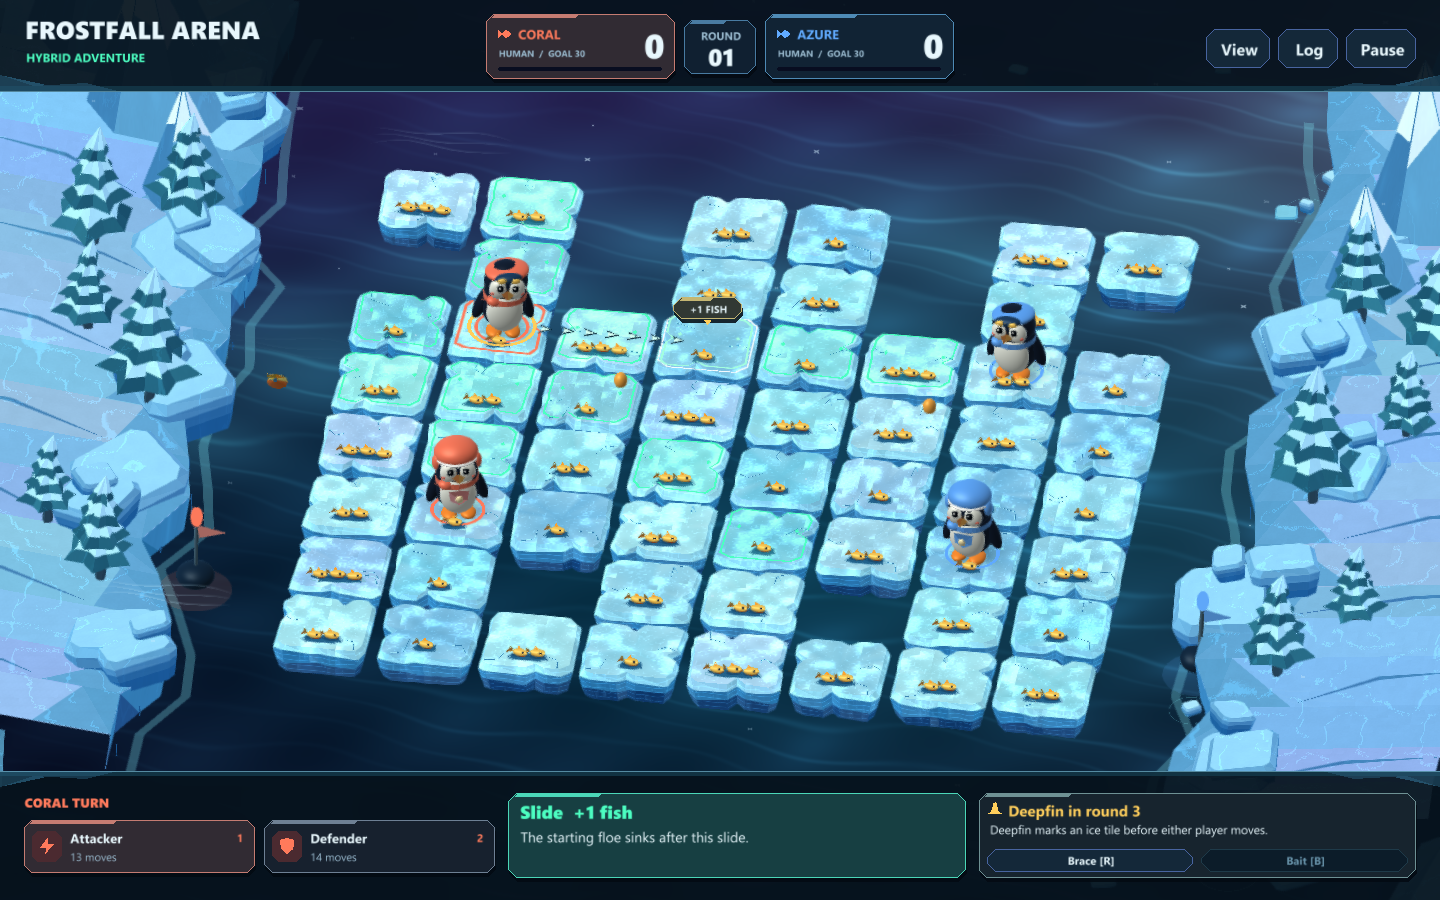 FROSTFALL ARENA
HYBRID ADVENTURE
CORAL
HUMAN / GOAL 30
0
ROUND
01
AZURE
HUMAN / GOAL 30
0
View
Log
Pause
+1 FISH
CORAL TURN
Attacker
1
13 moves
Defender
2
14 moves
Slide +1 fish
The starting floe sinks after this slide.
Deepfin in round 3
Deepfin marks an ice tile before either player moves.
Brace [R]
Bait [B]